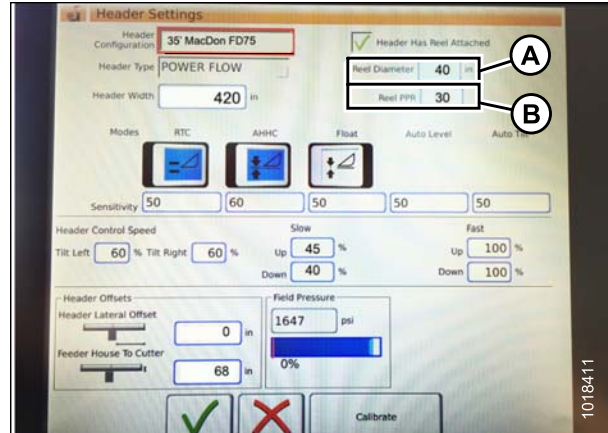 Header Settings
Header Configuration 35' MacDon FD75
Header Has Reel Attached
Header Type POWER FLOW
Reel Diameter 40 in
A
Header Width 420 in
Reel PPR 30
B
Modes RTC AHHC Float Auto Level Auto Tilt
Sensitivity 50 60 50 50 50
Header Control Speed Slow Fast
Tilt Left 60 % Tilt Right 60 % Up 45 % Up 100 %
Down 40 % Down 100 %
Header Offsets Field Pressure
Header Lateral Offset 0 in 1647 psi
Feeder House To Cutter 68 in 0%
Calibrate
1018411